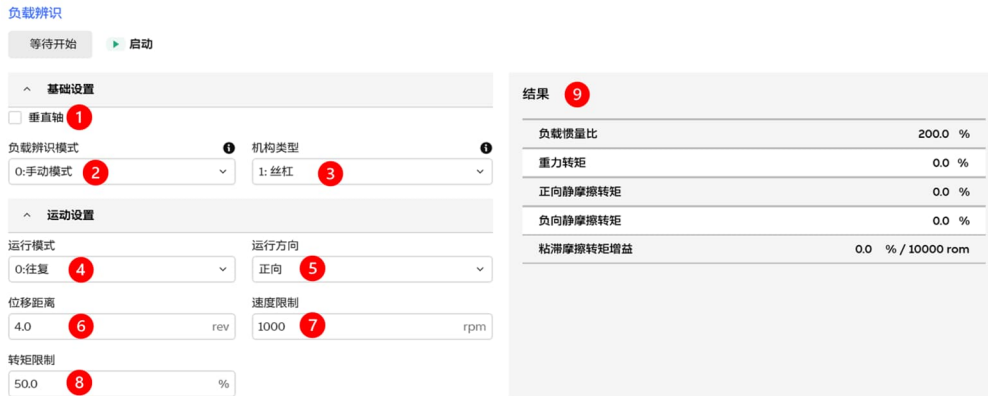 负载辨识
等待开始 启动
基础设置
垂直轴 1
负载辨识模式
0:手动模式 2
机构类型
1: 丝杠 3
运动设置
运行模式
0:往复 4
运行方向
正向 5
位移距离
4.0 6 rev
速度限制
1000 7 rpm
转矩限制
50.0 8 %
结果 9
负载惯量比 200.0 %
重力转矩 0.0 %
正向静摩擦转矩 0.0 %
负向静摩擦转矩 0.0 %
粘滞摩擦转矩增益 0.0 % / 10000 rom